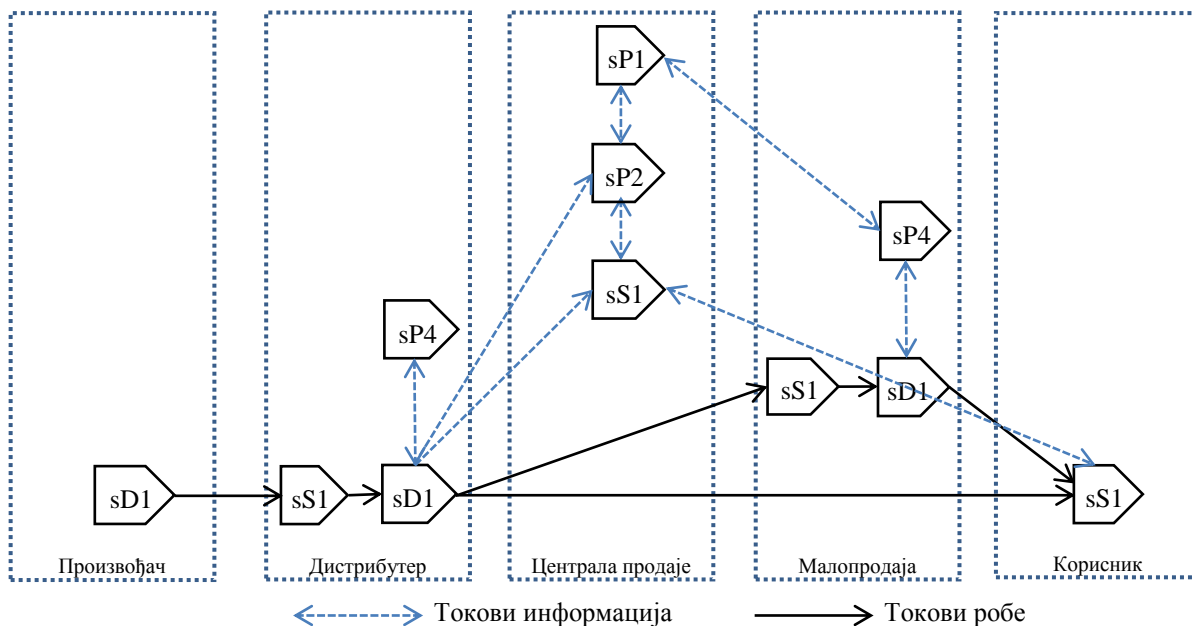 sP1
sP2
sP4
sS1
sP4
sS1
sD1
sD1
sS1
sD1
sS1
Произвођач
Дистрибутер
Централа продаје
Малопродаја
Корисник
Токови информација
Токови робе